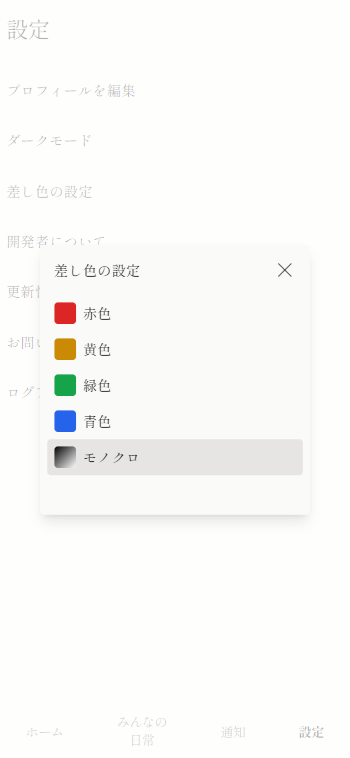 設定
プロフィールを編集
ダークモード
差し色の設定
開発者について
更新
お問い
ログ
差し色の設定
赤色
黄色
緑色
青色
モノクロ
ホーム
みんなの
日常
通知
設定